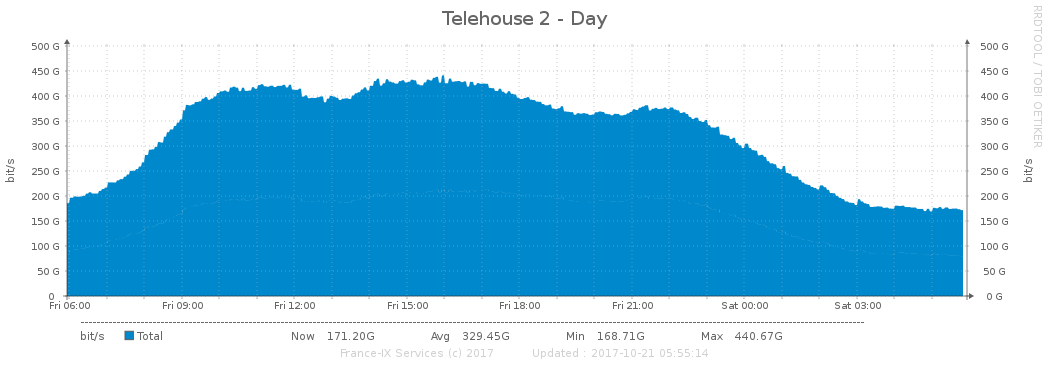 Telehouse 2 - Day
RRDTOOL / TOBI OETIKER
bit/s
500 G 500 G
450 G 450 G
400 G 400 G
350 G 350 G
300 G 300 G
250 G 250 G
200 G 200 G
150 G 150 G
100 G 100 G
50 G 50 G
0 0 G
bit/s
Fri 06:00 Fri 09:00 Fri 12:00 Fri 15:00 Fri 18:00 Fri 21:00 Sat 00:00 Sat 03:00
bit/s Total Now 171.20G Avg 329.45G Min 168.71G Max 440.67G
France-IX Services (c) 2017 Updated : 2017-10-21 05:55:14